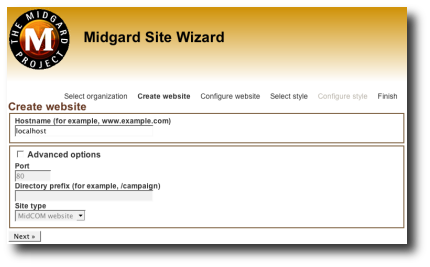 THE MIDGARD PROJECT
M
Midgard Site Wizard
Select organization Create website Configure website Select style Configure style Finish
Create website
Hostname (for example, www.example.com)
localhost
Advanced options
Port
80
Directory prefix (for example, /campaign)
Site type
MidCOM website
Next »